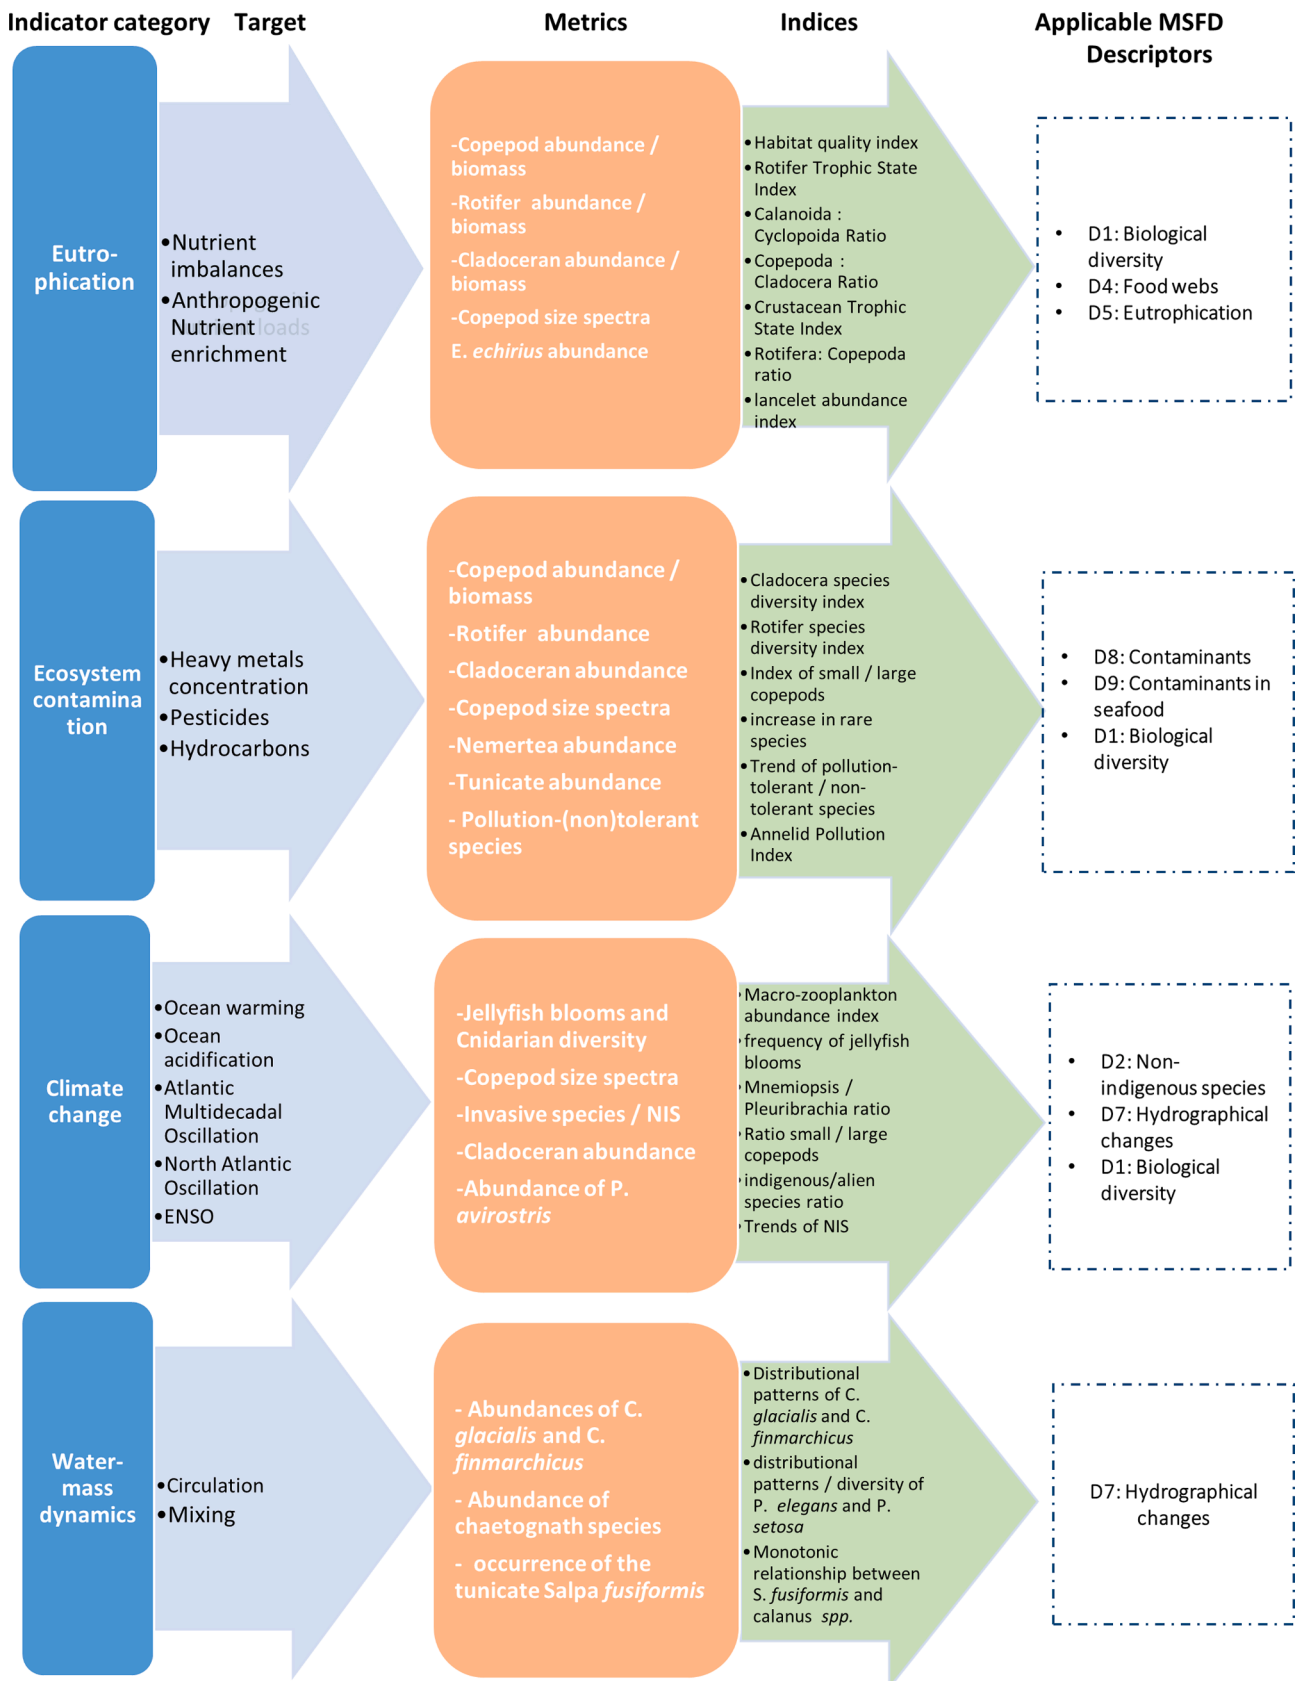 Indicator category Target Metrics Indices Applicable MSFD
Descriptors
Eutro-
phication
•Nutrient
imbalances
•Anthropogenic
Nutrient loads
enrichment
-Copepod abundance /
biomass
-Rotifer abundance /
biomass
-Cladoceran abundance /
biomass
-Copepod size spectra
E. echirius abundance
•Habitat quality index
•Rotifer Trophic State
Index
•Calanoida :
Cyclopoida Ratio
•Copepoda :
Cladocera Ratio
•Crustacean Trophic
State Index
•Rotifera: Copepoda
ratio
•lancelet abundance
index
• D1: Biological
diversity
• D4: Food webs
• D5: Eutrophication
Ecosystem
contamina
tion
•Heavy metals
concentration
•Pesticides
•Hydrocarbons
-Copepod abundance /
biomass
-Rotifer abundance
-Cladoceran abundance
-Copepod size spectra
-Nemertea abundance
-Tunicate abundance
- Pollution-(non)tolerant
species
•Cladocera species
diversity index
•Rotifer species
diversity index
•Index of small / large
copepods
•increase in rare
species
•Trend of pollution-
tolerant / non-
tolerant species
•Annelid Pollution
Index
• D8: Contaminants
• D9: Contaminants in
seafood
• D1: Biological
diversity
Climate
change
•Ocean warming
•Ocean
acidification
•Atlantic
Multidecadal
Oscillation
•North Atlantic
Oscillation
•ENSO
-Jellyfish blooms and
Cnidarian diversity
-Copepod size spectra
-Invasive species / NIS
-Cladoceran abundance
-Abundance of P.
avirostris
•Macro-zooplankton
abundance index
•frequency of jellyfish
blooms
•Mnemiopsis /
Pleuribrachia ratio
•Ratio small / large
copepods
•indigenous/alien
species ratio
•Trends of NIS
• D2: Non-
indigenous species
• D7: Hydrographical
changes
• D1: Biological
diversity
Water-
mass
dynamics
•Circulation
•Mixing
- Abundances of C.
glacialis and C.
finmarchicus
- Abundance of
chaetognath species
- occurrence of the
tunicate Salpa fusiformis
•Distributional
patterns of C.
glacialis and C.
finmarchicus
•distributional
patterns / diversity of
P. elegans and P.
setosa
•Monotonic
relationship between
S. fusiformis and
calanus spp.
D7: Hydrographical
changes